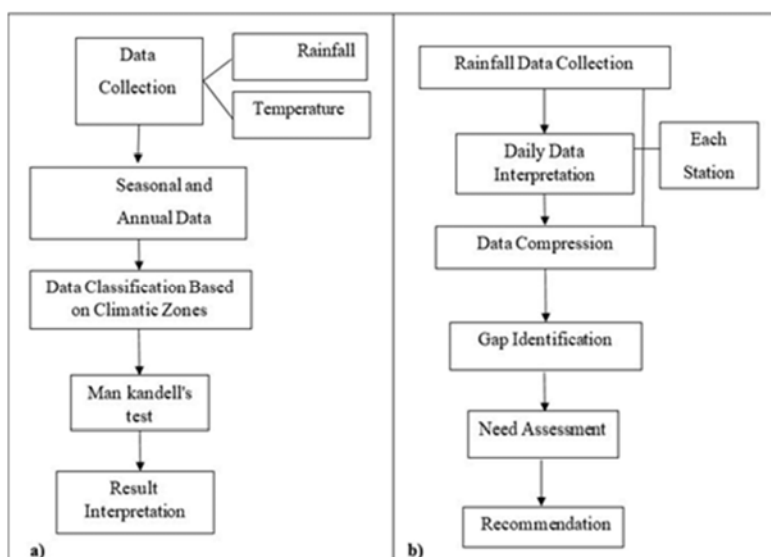 Data
Collection
Rainfall
Temperature
Seasonal and
Annual Data
Data Classification Based
on Climatic Zones
Man kandell's
test
Result
Interpretation
a)
Rainfall Data Collection
Daily Data
Interpretation
Each
Station
Data Compression
Gap Identification
Need Assessment
Recommendation
b)